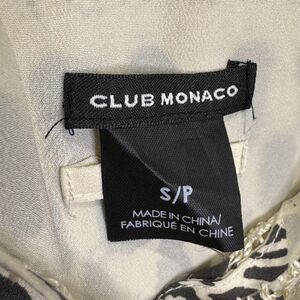 CLUB MONACO
S/P
MADE IN CHINA/
FABRIQUÉ EN CHINE